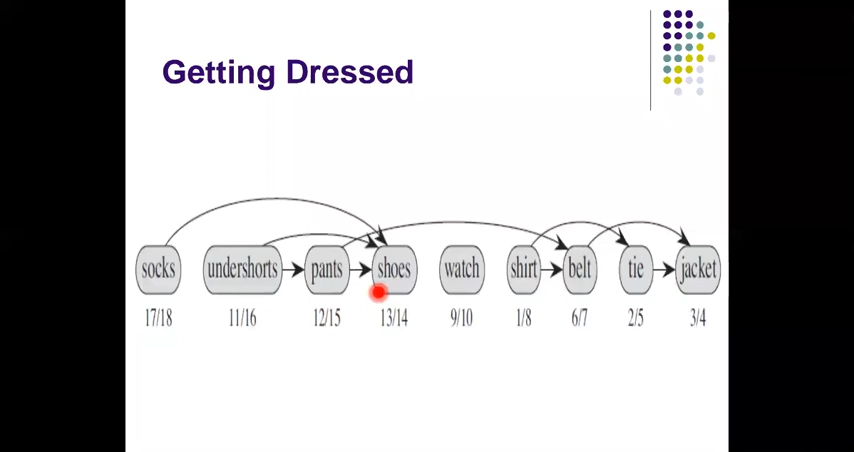 Getting Dressed
socks undershorts pants shoes watch shirt belt tie jacket
17/18 11/16 12/15 13/14 9/10 1/8 6/7 2/5 3/4